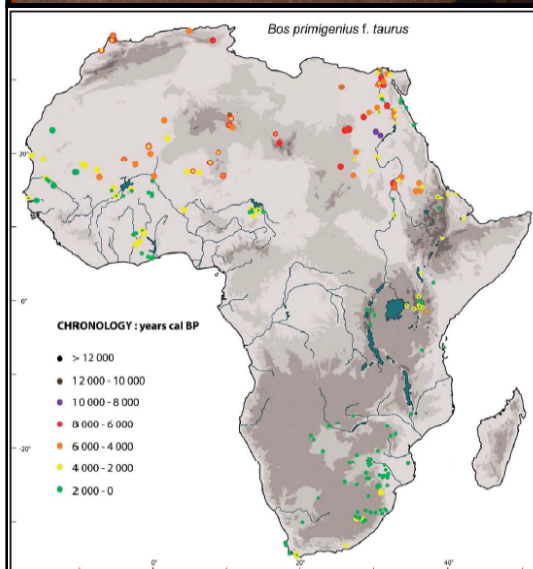 Bos primigenius f. taurus
20°
0°
CHRONOLOGY : years cal BP
> 12 000
12 000 - 10 000
10 000 - 8 000
8 000 - 6 000
6 000 - 4 000
4 000 - 2 000
2 000 - 0
-20°
0° 20° 40°